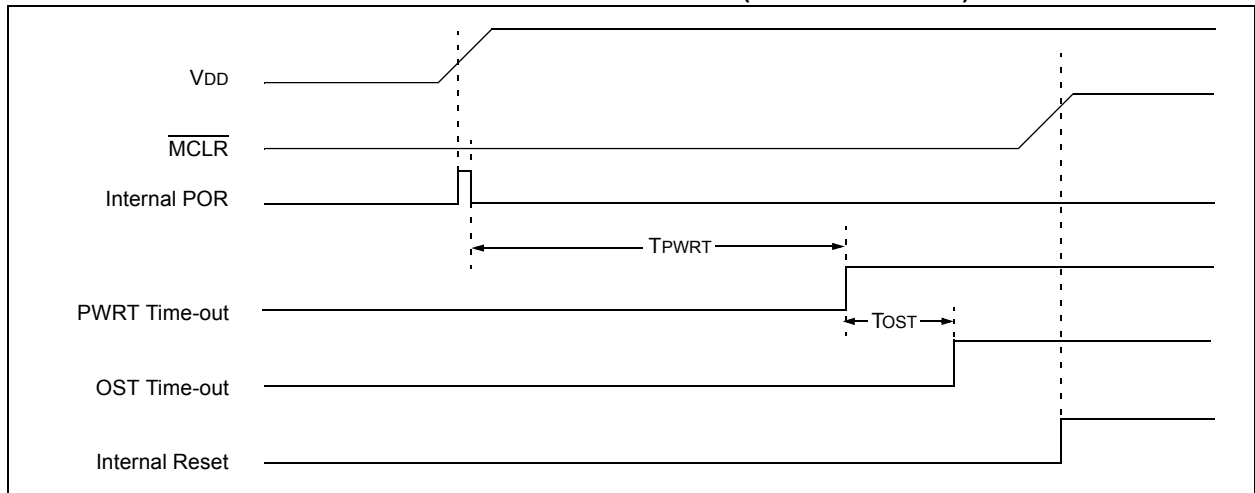 VDD
MCLR
Internal POR
TPWRT
PWRT Time-out
TOST
OST Time-out
Internal Reset